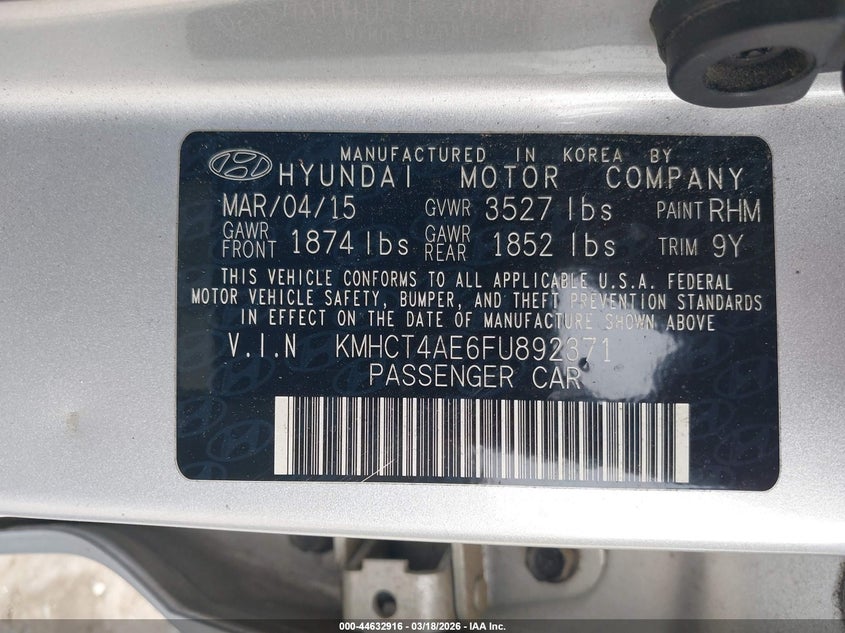 MANUFACTURED IN KOREA BY
HYUNDAI MOTOR COMPANY
MAR/04/15 GVWR 3527 lbs PAINT RHM
GAWR FRONT 1874 lbs GAWR REAR 1852 lbs TRIM 9Y
THIS VEHICLE CONFORMS TO ALL APPLICABLE U.S.A. FEDERAL
MOTOR VEHICLE SAFETY, BUMPER, AND THEFT PREVENTION STANDARDS
IN EFFECT ON THE DATE OF MANUFACTURE SHOWN ABOVE
V.I.N KMHCT4AE6FU892371
PASSENGER CAR
000-44632916 - 03/18/2026 - IAA Inc.